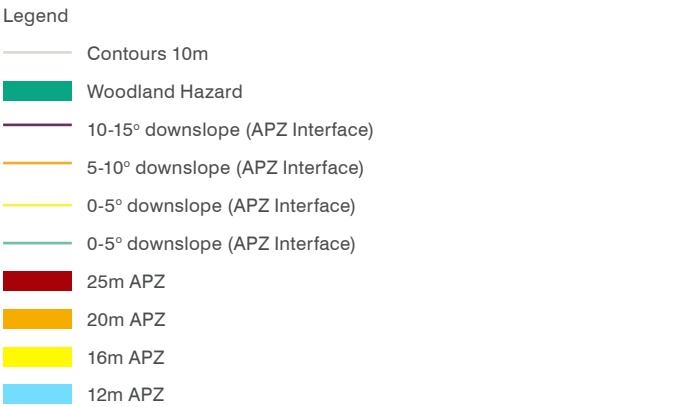 Legend
Contours 10m
Woodland Hazard
10-15° downslope (APZ Interface)
5-10° downslope (APZ Interface)
0-5° downslope (APZ Interface)
0-5° downslope (APZ Interface)
25m APZ
20m APZ
16m APZ
12m APZ